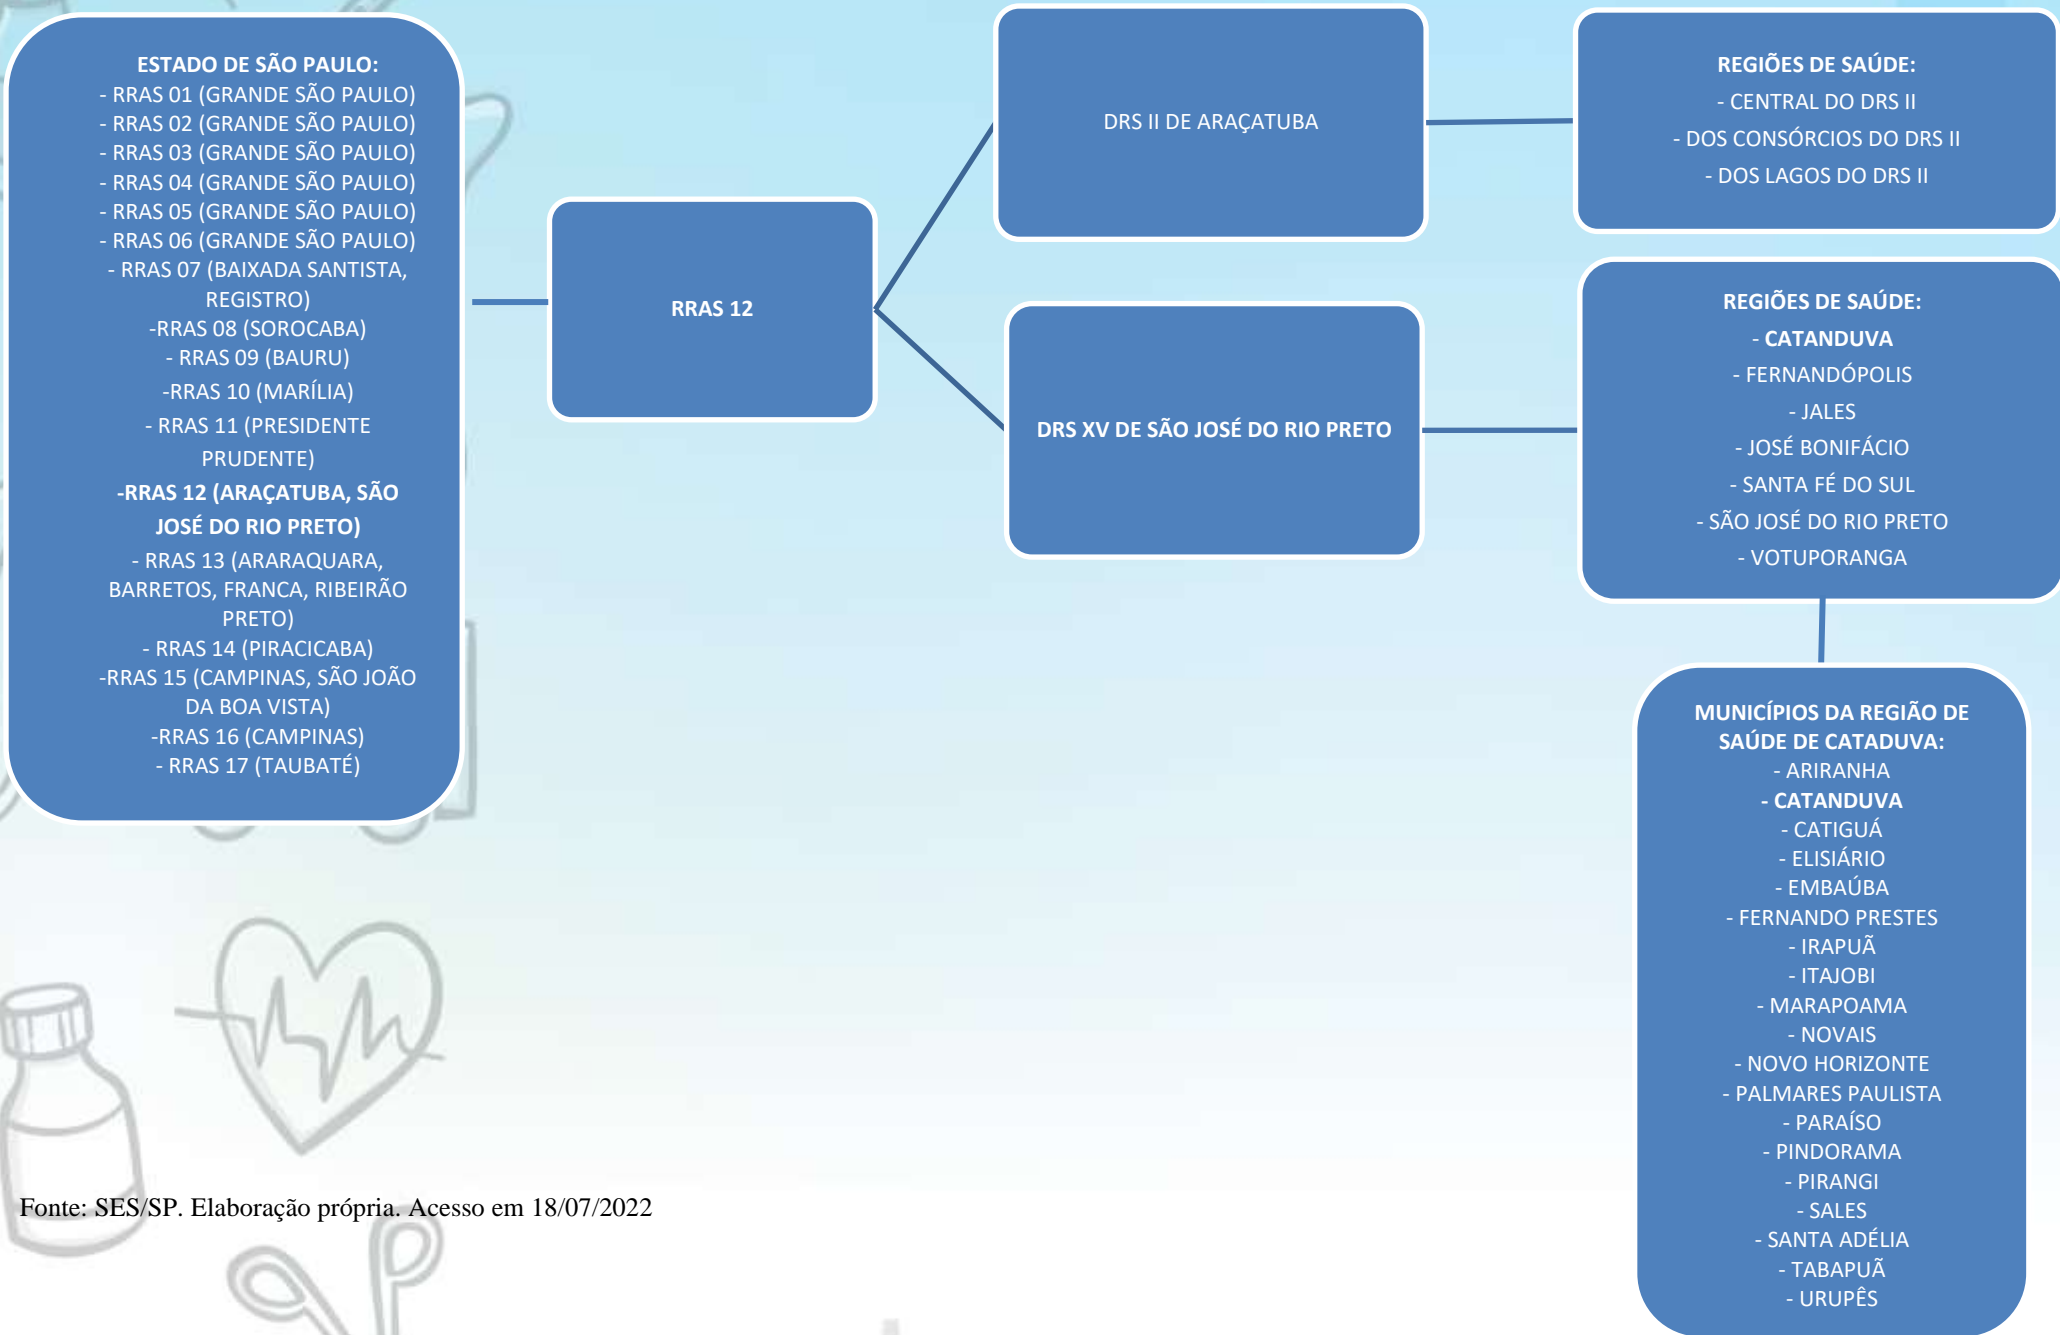 ESTADO DE SÃO PAULO:
- RRAS 01 (GRANDE SÃO PAULO)
- RRAS 02 (GRANDE SÃO PAULO)
- RRAS 03 (GRANDE SÃO PAULO)
- RRAS 04 (GRANDE SÃO PAULO)
- RRAS 05 (GRANDE SÃO PAULO)
- RRAS 06 (GRANDE SÃO PAULO)
- RRAS 07 (BAIXADA SANTISTA,
REGISTRO)
-RRAS 08 (SOROCABA)
- RRAS 09 (BAURU)
-RRAS 10 (MARÍLIA)
- RRAS 11 (PRESIDENTE
PRUDENTE)
-RRAS 12 (ARAÇATUBA, SÃO
JOSÉ DO RIO PRETO)
- RRAS 13 (ARARAQUARA,
BARRETOS, FRANCA, RIBEIRÃO
PRETO)
- RRAS 14 (PIRACICABA)
-RRAS 15 (CAMPINAS, SÃO JOÃO
DA BOA VISTA)
-RRAS 16 (CAMPINAS)
- RRAS 17 (TAUBATÉ)
RRAS 12
DRS II DE ARAÇATUBA
DRS XV DE SÃO JOSÉ DO RIO PRETO
REGIÕES DE SAÚDE:
- CENTRAL DO DRS II
- DOS CONSÓRCIOS DO DRS II
- DOS LAGOS DO DRS II
REGIÕES DE SAÚDE:
- CATANDUVA
- FERNANDÓPOLIS
- JALES
- JOSÉ BONIFÁCIO
- SANTA FÉ DO SUL
- SÃO JOSÉ DO RIO PRETO
- VOTUPORANGA
MUNICÍPIOS DA REGIÃO DE
SAÚDE DE CATADUVA:
- ARIRANHA
- CATANDUVA
- CATIGUÁ
- ELISIÁRIO
- EMBAÚBA
- FERNANDO PRESTES
- IRAPUÃ
- ITAJOBI
- MARAPOAMA
- NOVAIS
- NOVO HORIZONTE
- PALMARES PAULISTA
- PARAÍSO
- PINDORAMA
- PIRANGI
- SALES
- SANTA ADÉLIA
- TABAPUÃ
- URUPÊS
Fonte: SES/SP. Elaboração própria. Acesso em 18/07/2022